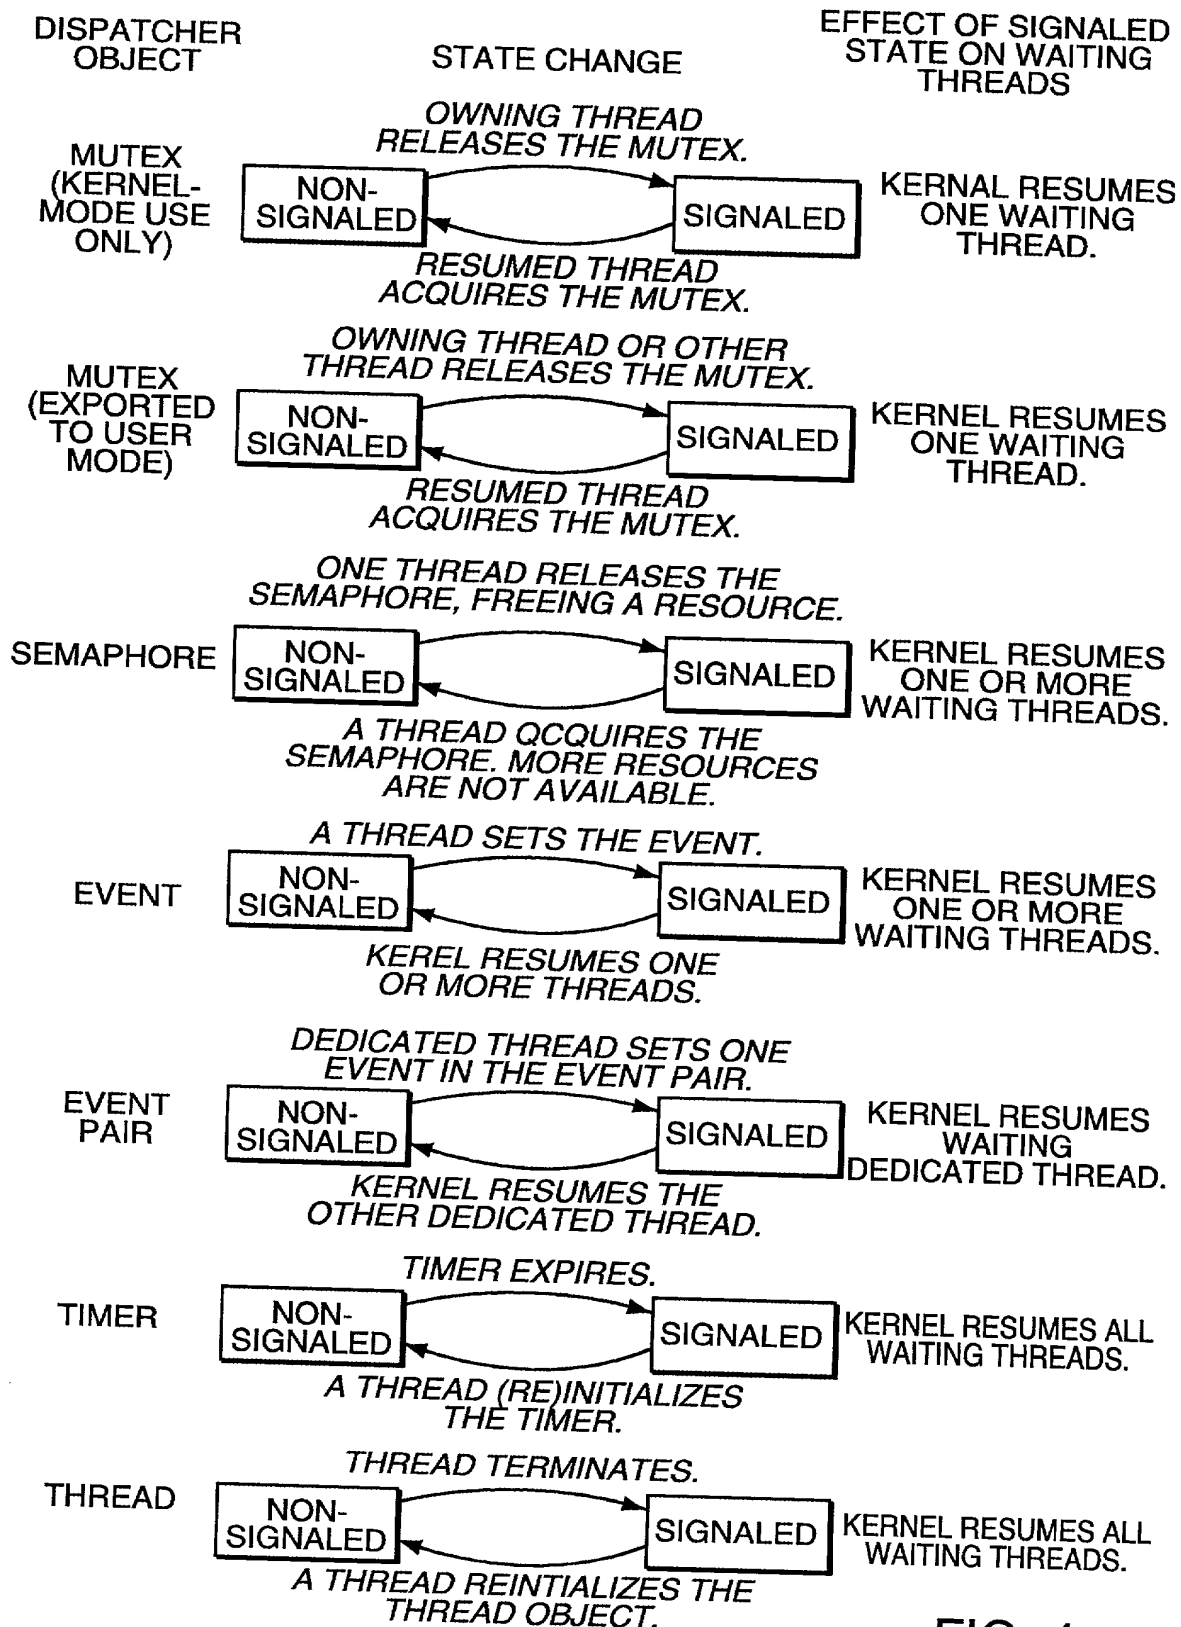 DISPATCHER
OBJECT
STATE CHANGE
EFFECT OF SIGNALED
STATE ON WAITING
THREADS
MUTEX
(KERNEL-
MODE USE
ONLY)
OWNING THREAD
RELEASES THE MUTEX.
NON-
SIGNALED
SIGNALED
RESUMED THREAD
ACQUIRES THE MUTEX.
KERNAL RESUMES
ONE WAITING
THREAD.
MUTEX
(EXPORTED
TO USER
MODE)
OWNING THREAD OR OTHER
THREAD RELEASES THE MUTEX.
NON-
SIGNALED
SIGNALED
RESUMED THREAD
ACQUIRES THE MUTEX.
KERNEL RESUMES
ONE WAITING
THREAD.
SEMAPHORE
ONE THREAD RELEASES THE
SEMAPHORE, FREEING A RESOURCE.
NON-
SIGNALED
SIGNALED
A THREAD QCQUIRES THE
SEMAPHORE. MORE RESOURCES
ARE NOT AVAILABLE.
KERNEL RESUMES
ONE OR MORE
WAITING THREADS.
EVENT
A THREAD SETS THE EVENT.
NON-
SIGNALED
SIGNALED
KEREL RESUMES ONE
OR MORE THREADS.
KERNEL RESUMES
ONE OR MORE
WAITING THREADS.
EVENT
PAIR
DEDICATED THREAD SETS ONE
EVENT IN THE EVENT PAIR.
NON-
SIGNALED
SIGNALED
KERNEL RESUMES THE
OTHER DEDICATED THREAD.
KERNEL RESUMES
WAITING
DEDICATED THREAD.
TIMER
TIMER EXPIRES.
NON-
SIGNALED
SIGNALED
A THREAD (RE)INITIALIZES
THE TIMER.
KERNEL RESUMES ALL
WAITING THREADS.
THREAD
THREAD TERMINATES.
NON-
SIGNALED
SIGNALED
A THREAD REINTIALIZES THE
THREAD OBJECT.
KERNEL RESUMES ALL
WAITING THREADS.